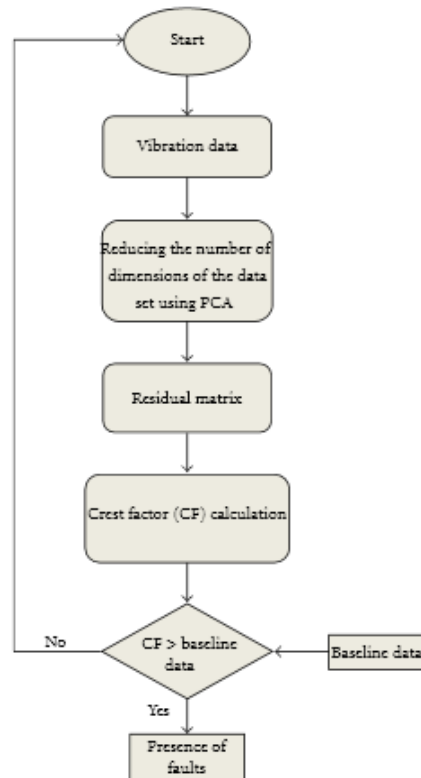 Start
Vibration data
Reducing the number of
dimensions of the data
set using PCA
Residual matrix
Crest factor (CF) calculation
No
CF > baseline
data
Baseline data
Yes
Presence of
faults